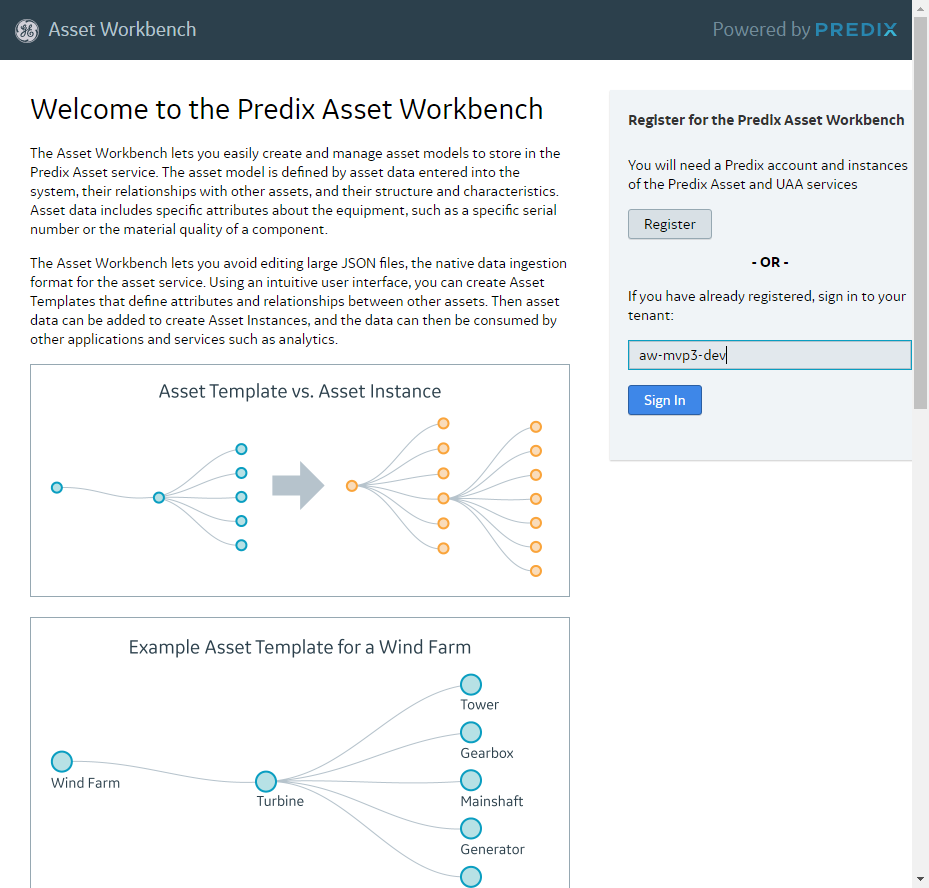 Asset Workbench
Powered by PREDIX
Welcome to the Predix Asset Workbench
The Asset Workbench lets you easily create and manage asset models to store in the
Predix Asset service. The asset model is defined by asset data entered into the
system, their relationships with other assets, and their structure and characteristics.
Asset data includes specific attributes about the equipment, such as a specific serial
number or the material quality of a component.
The Asset Workbench lets you avoid editing large JSON files, the native data ingestion
format for the asset service. Using an intuitive user interface, you can create Asset
Templates that define attributes and relationships between other assets. Then asset
data can be added to create Asset Instances, and the data can then be consumed by
other applications and services such as analytics.
Asset Template vs. Asset Instance
Example Asset Template for a Wind Farm
Tower
Gearbox
Wind Farm
Turbine
Mainshaft
Generator
Register for the Predix Asset Workbench
You will need a Predix account and instances
of the Predix Asset and UAA services
Register
- OR -
If you have already registered, sign in to your
tenant:
aw-mvp3-dev
Sign In